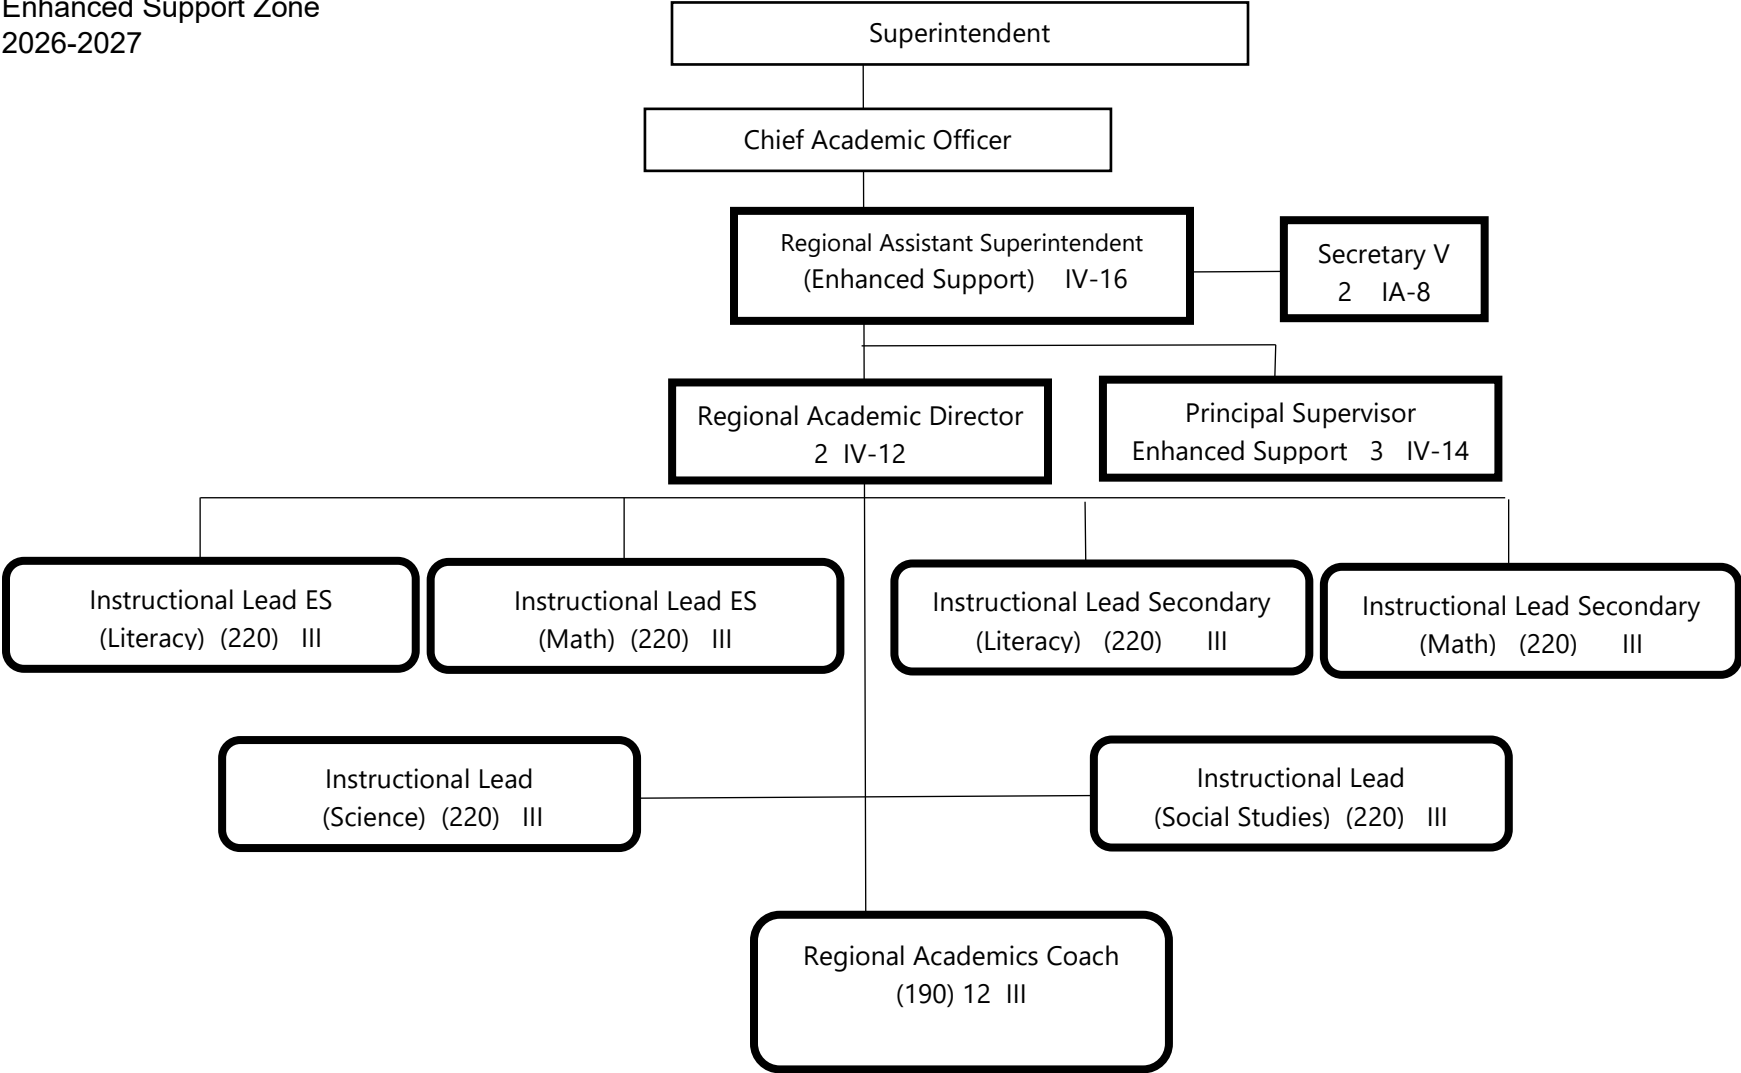 Enhanced Support Zone
2026-2027
Superintendent
Chief Academic Officer
Regional Assistant Superintendent
(Enhanced Support) IV-16
Secretary V
2 IA-8
Regional Academic Director
2 IV-12
Principal Supervisor
Enhanced Support 3 IV-14
Instructional Lead ES
(Literacy) (220) III
Instructional Lead ES
(Math) (220) III
Instructional Lead Secondary
(Literacy) (220) III
Instructional Lead Secondary
(Math) (220) III
Instructional Lead
(Science) (220) III
Instructional Lead
(Social Studies) (220) III
Regional Academics Coach
(190) 12 III